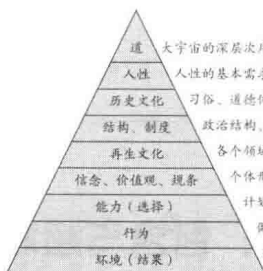 道 大宇宙的深层次
人性 人性的基本需
历史文化 习俗、道德
结构、制度 政治结构、
再生文化 各个领
信念、价值观、规条 个体形
能力（选择） 计
行为
环境（结果）